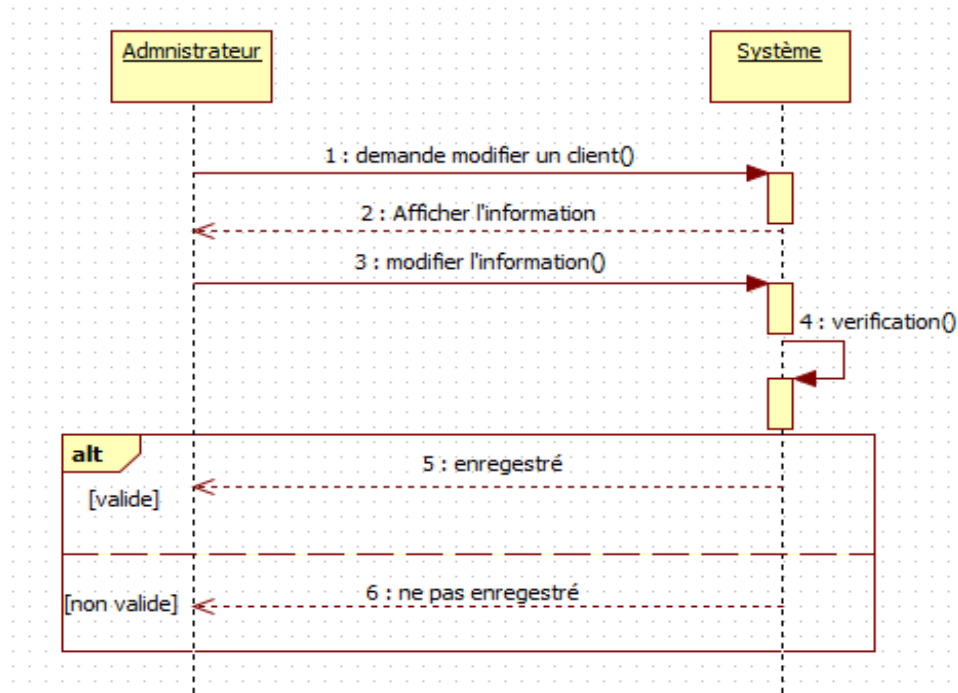 Admnistrateur
Système
1 : demande modifier un client()
2 : Afficher l'information
3 : modifier l'information()
4 : verification()
alt
5 : enregestré
[valide]
6 : ne pas enregestré
[non valide]